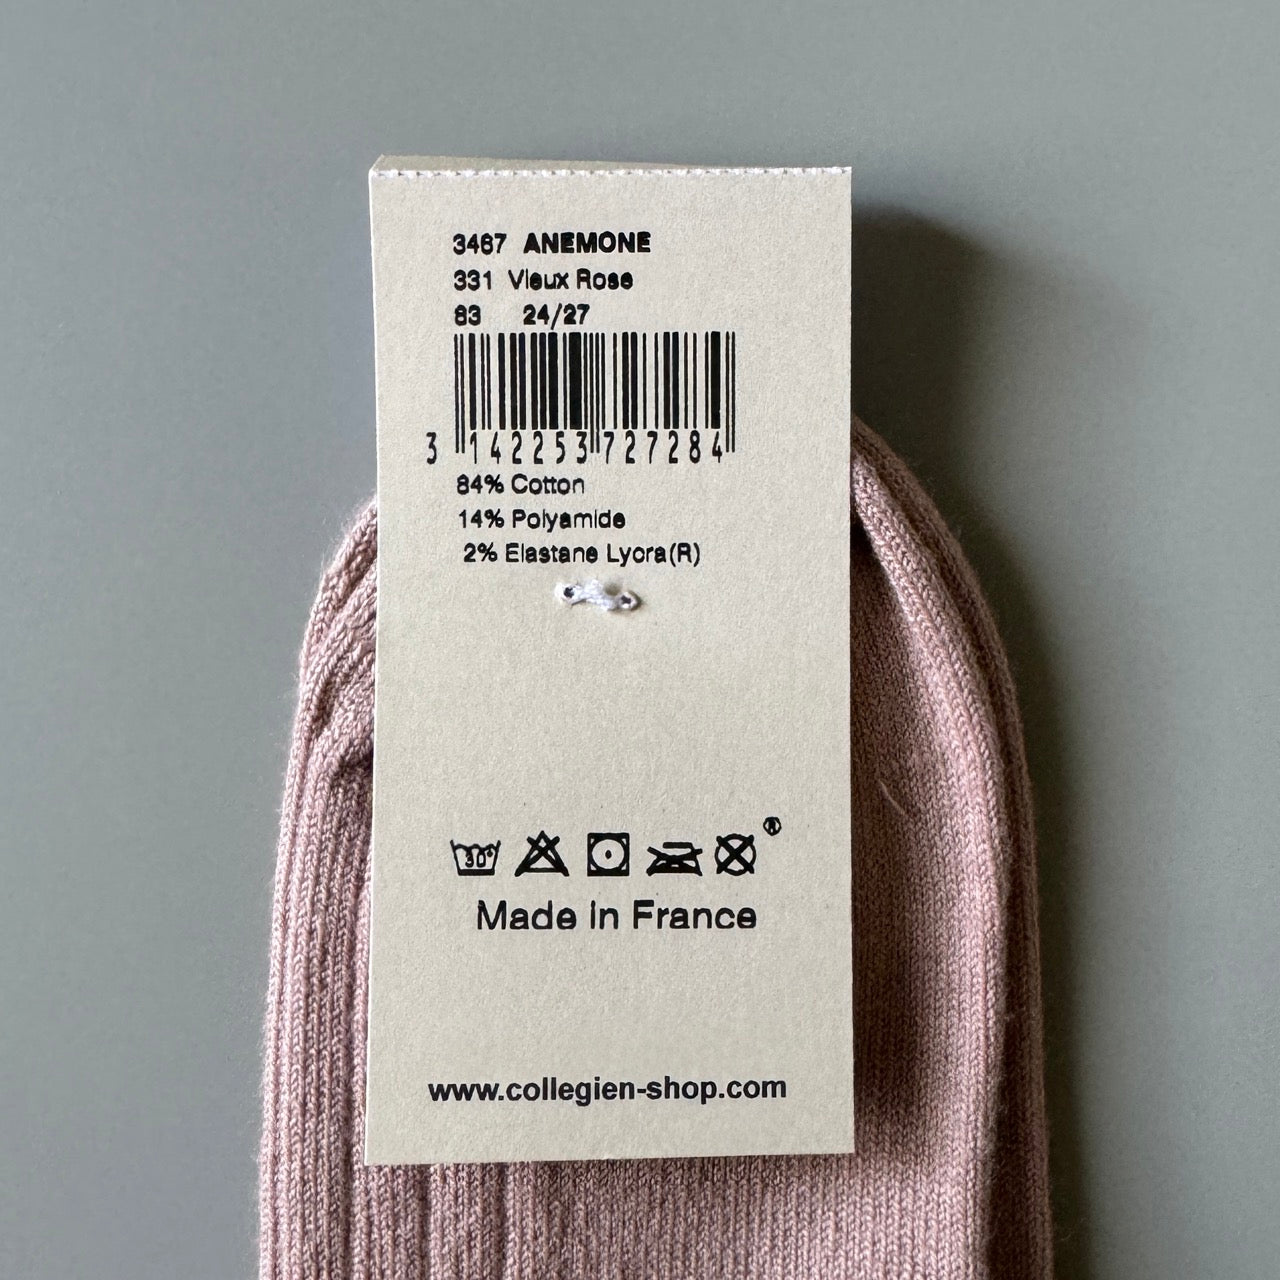 3467 ANEMONE
331 Vieux Rose
83 24/27
3 142253 727284
84% Cotton
14% Polyamide
2% Elastane Lycra(R)
30°
®
Made in France
www.collegien-shop.com